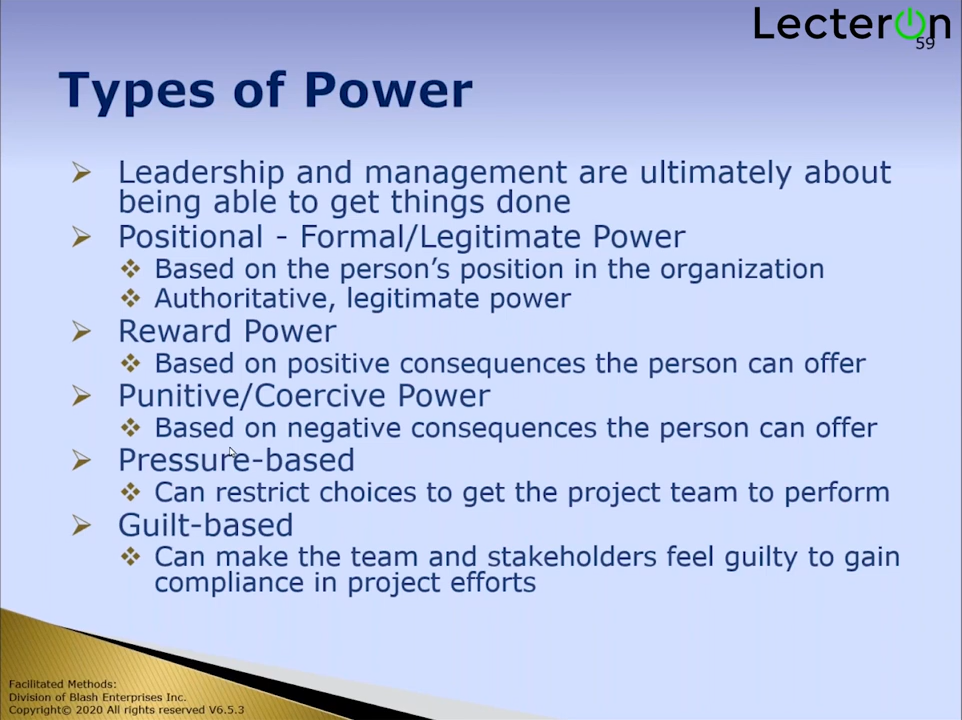 Lecteron
59
Types of Power
Leadership and management are ultimately about
being able to get things done
Positional - Formal/Legitimate Power
Based on the person's position in the organization
Authoritative, legitimate power
Reward Power
Based on positive consequences the person can offer
Punitive/Coercive Power
Based on negative consequences the person can offer
Pressure-based
Can restrict choices to get the project team to perform
Guilt-based
Can make the team and stakeholders feel guilty to gain
compliance in project efforts
Facilitated Methods:
Division of Blash Enterprises Inc.
Copyright© 2020 All rights reserved V6.5.3